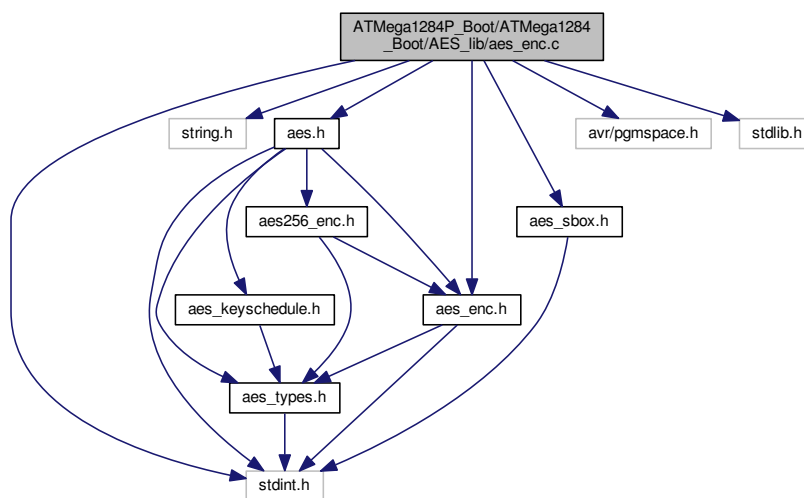 ATMega1284P_Boot/ATMega1284
_Boot/AES_lib/aes_enc.c
string.h
aes.h
avr/pgmspace.h
stdlib.h
aes256_enc.h
aes_sbox.h
aes_keyschedule.h
aes_enc.h
aes_types.h
stdint.h